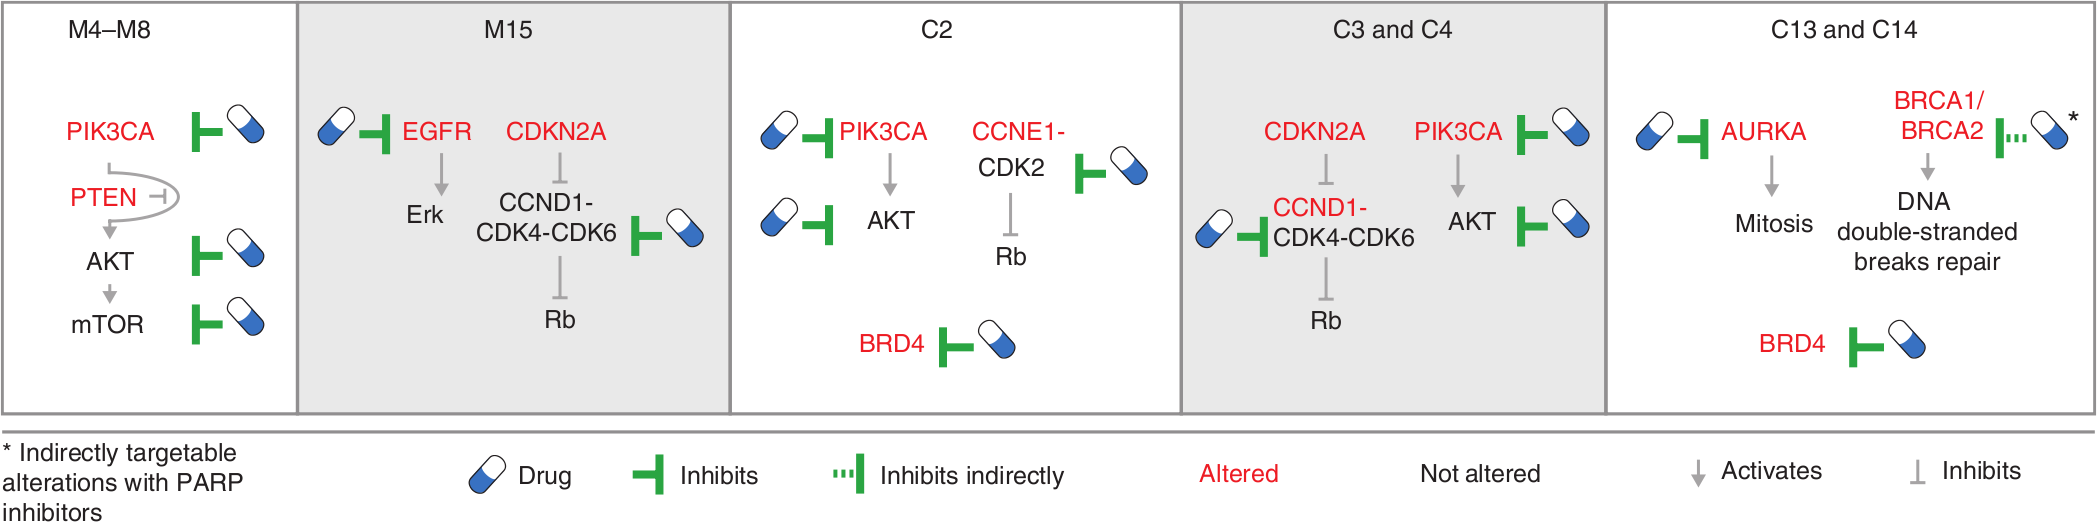 M4–M8
PIK3CA
PTEN
AKT
mTOR
M15
EGFR
Erk
CDKN2A
CCND1-
CDK4-CDK6
Rb
C2
PIK3CA
AKT
CCNE1-
CDK2
Rb
BRD4
C3 and C4
CDKN2A
CCND1-
CDK4-CDK6
Rb
PIK3CA
AKT
C13 and C14
AURKA
Mitosis
BRCA1/
BRCA2
*
DNA
double-stranded
breaks repair
BRD4
* Indirectly targetable
alterations with PARP
inhibitors
Drug
Inhibits
Inhibits indirectly
Altered
Not altered
Activates
Inhibits